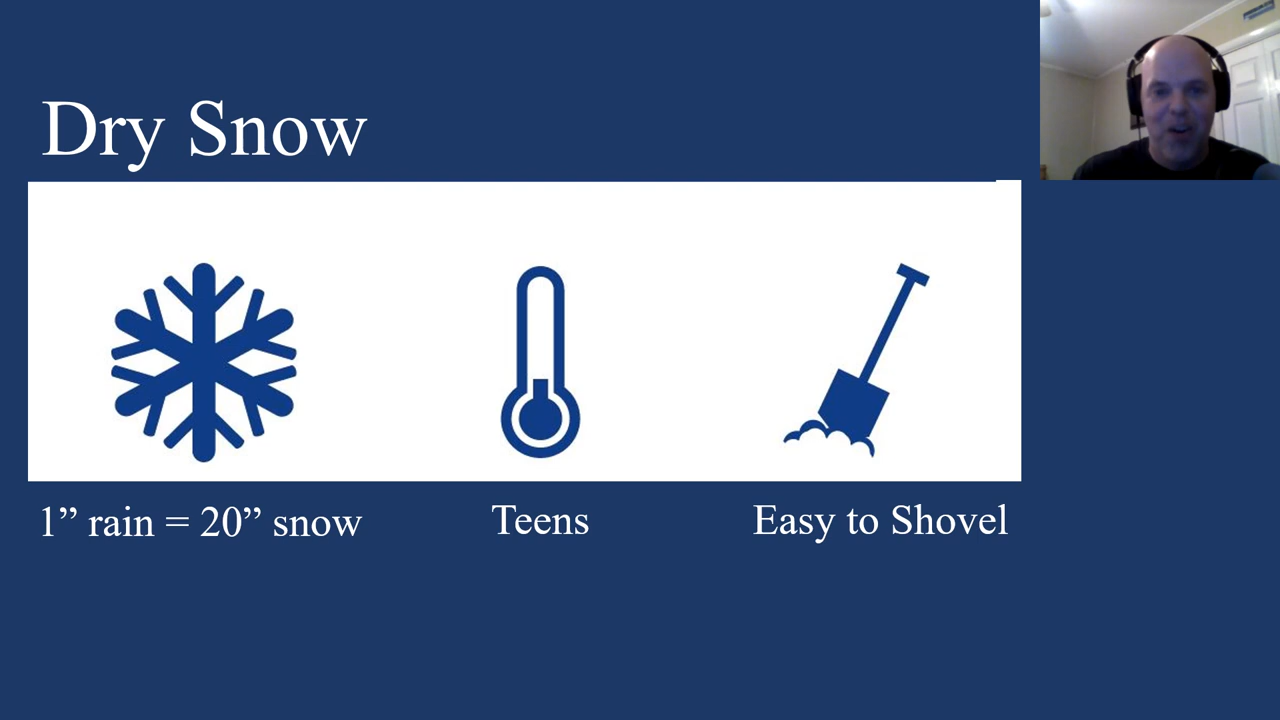 Dry Snow
1” rain = 20” snow
Teens
Easy to Shovel